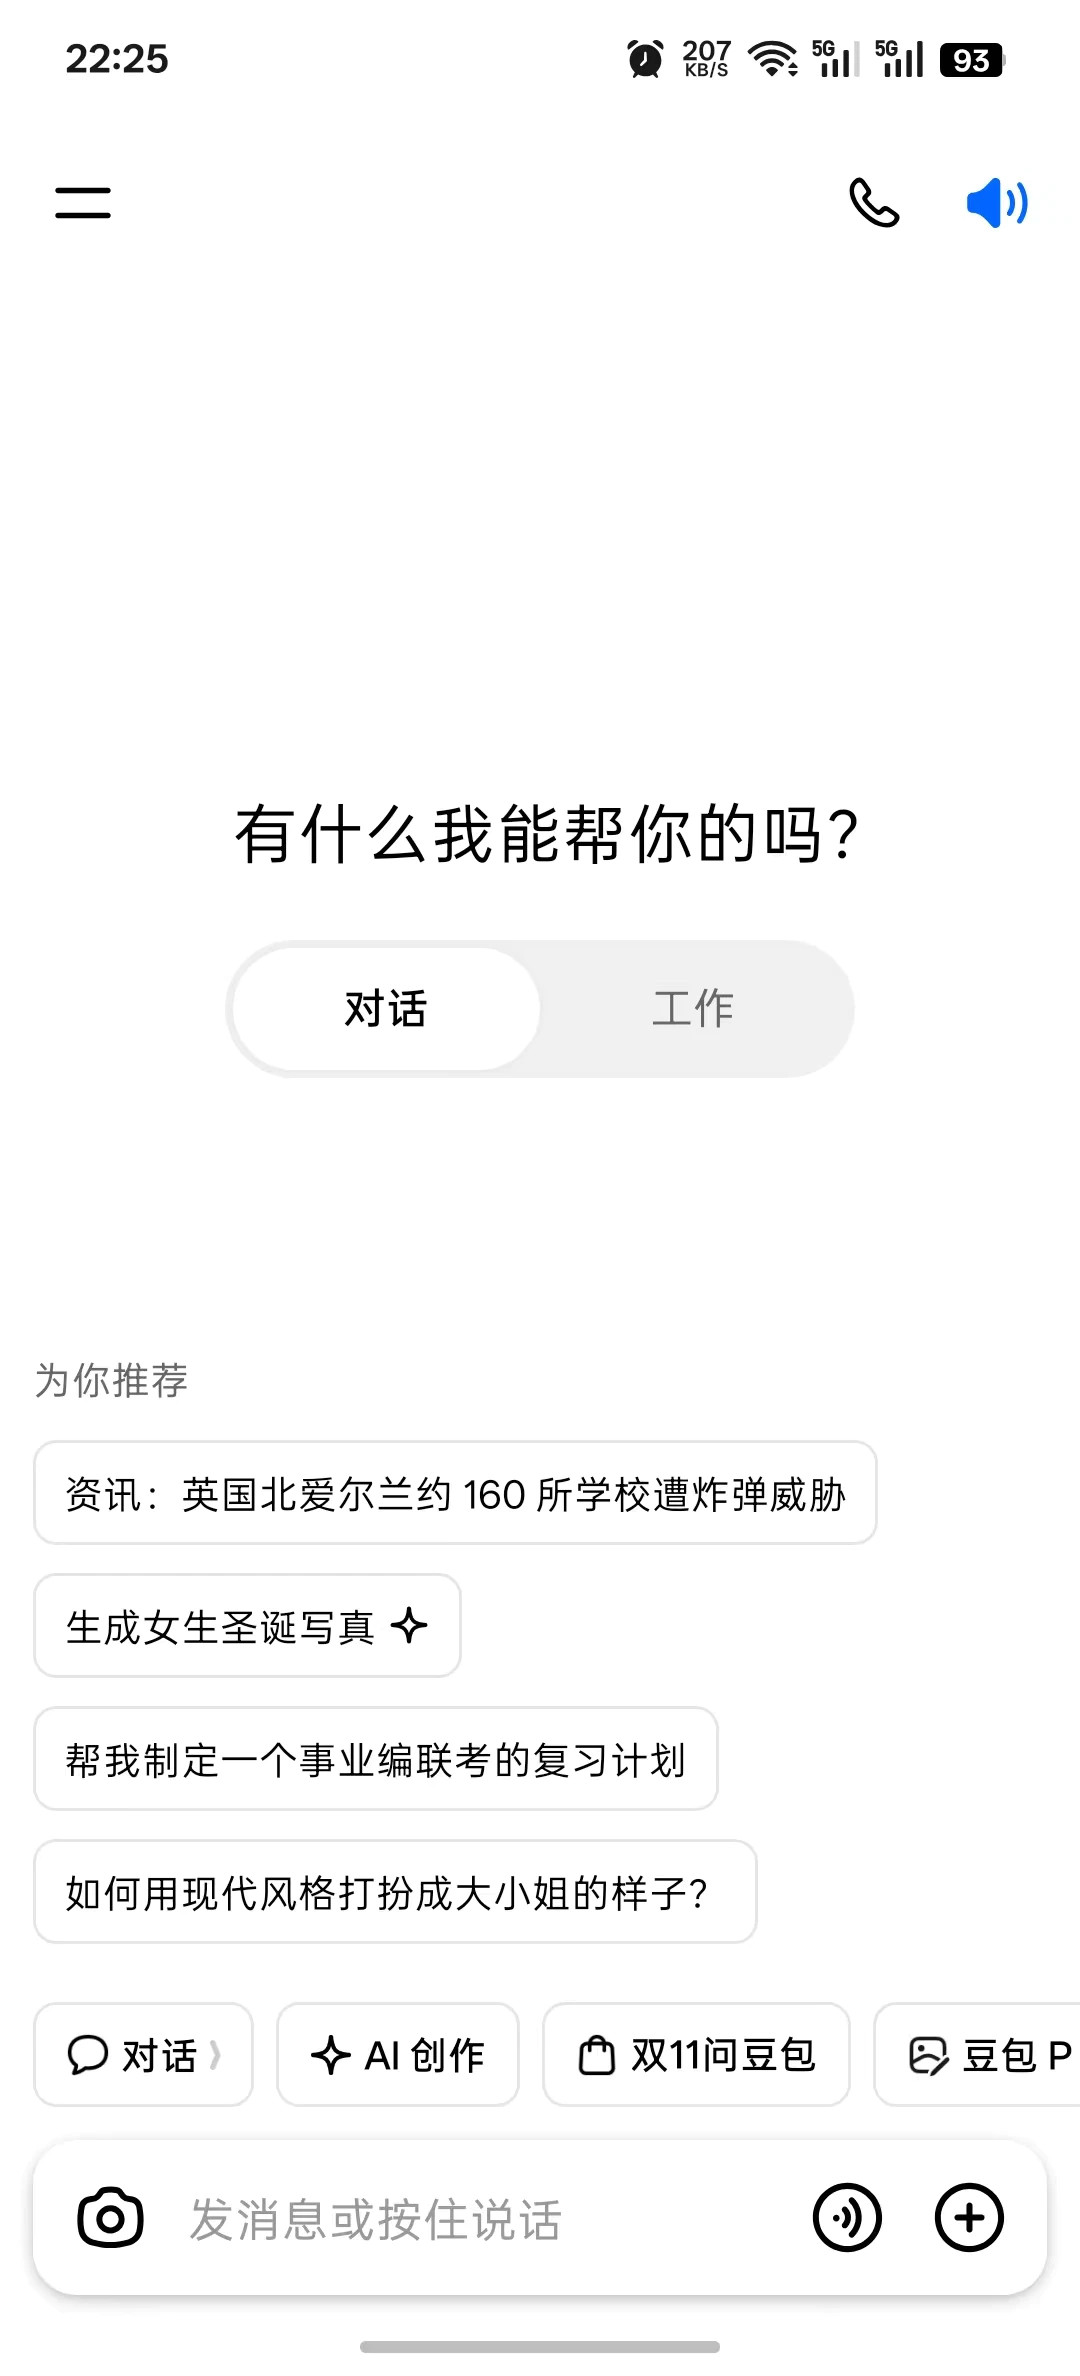 22:25
207
KB/S
5G
5G
93
有什么我能帮你的吗？
对话
工作
为你推荐
资讯：英国北爱尔兰约 160 所学校遭炸弹威胁
生成女生圣诞写真
帮我制定一个事业编联考的复习计划
如何用现代风格打扮成大小姐的样子？
对话
AI 创作
双11问豆包
豆包 P
发消息或按住说话